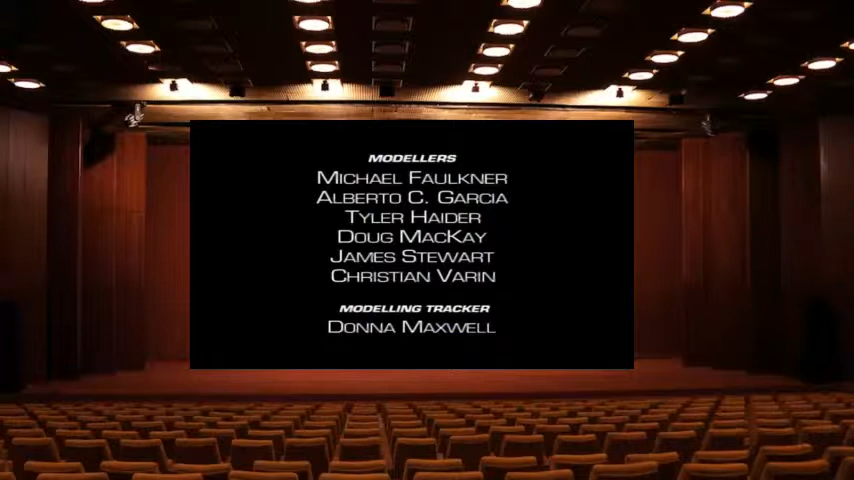 MODELLERS
MICHAEL FAULKNER
ALBERTO C. GARCIA
TYLER HAIDER
DOUG MACKAY
JAMES STEWART
CHRISTIAN VARIN
MODELLING TRACKER
DONNA MAXWELL